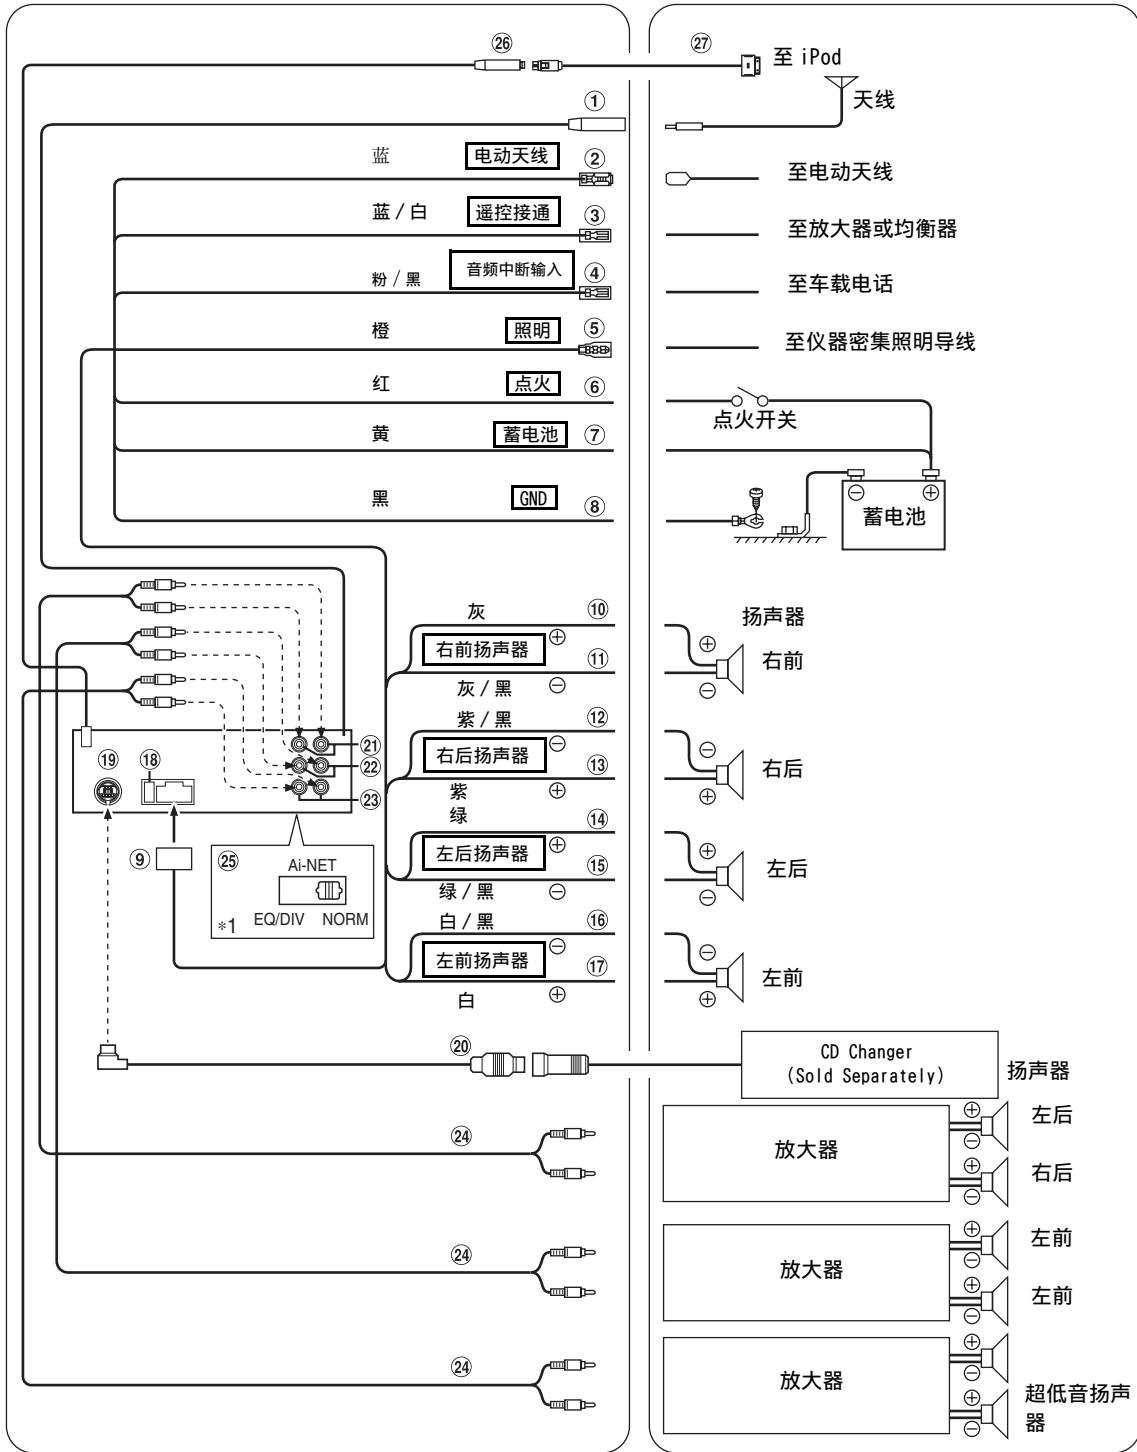 ㉖ ㉗ 至 iPod
① 天线
蓝 电动天线 ② 至电动天线
蓝 / 白 遥控接通 ③ 至放大器或均衡器
粉 / 黑 音频中断输入 ④ 至车载电话
橙 照明 ⑤ 至仪器密集照明导线
红 点火 ⑥ 点火开关
黄 蓄电池 ⑦
⊖ ⊕
黑 GND ⑧ 蓄电池
灰 ⑩ 扬声器
右前扬声器 ⊕ ⑪ ⊕ 右前
灰 / 黑 ⊖ ⊖
紫 / 黑 ⑫
右后扬声器 ⊖ ⑬ ⊖ 右后
紫 ⊕ ⊕
绿 ⑭
左后扬声器 ⊕ ⑮ ⊕ 左后
绿 / 黑 ⊖ ⊖
白 / 黑 ⑯
左前扬声器 ⊖ ⑰ ⊖ 左前
白 ⊕ ⊕
⑲ ⑱ ㉑
㉒
㉓
⑨ ㉕ Ai-NET
*1 EQ/DIV NORM
⑳ CD Changer
(Sold Separately)
扬声器
㉔ 放大器 ⊕ ⊖ 左后
⊕ ⊖ 右后
㉔ 放大器 ⊕ ⊖ 左前
⊕ ⊖ 左前
㉔ 放大器 ⊕ ⊖
⊕ ⊖ 超低音扬声
器